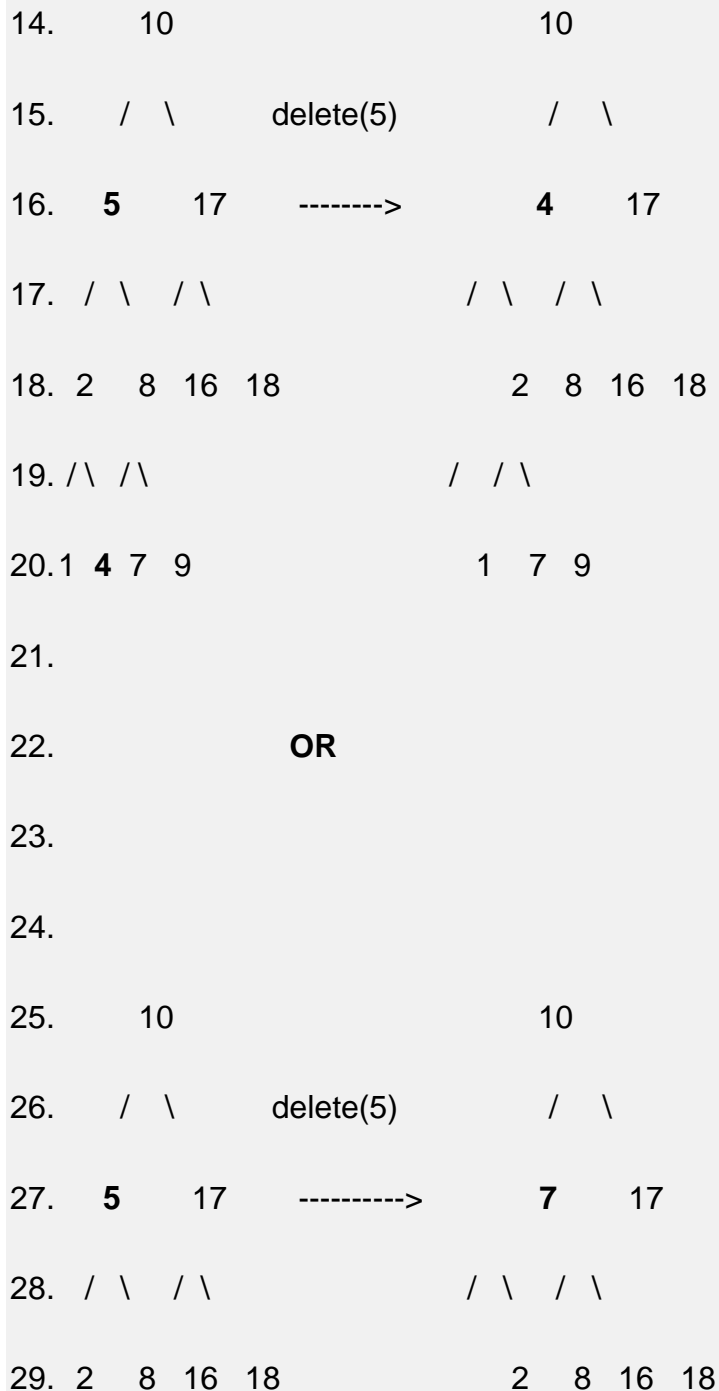 14.          10                                        10
15.        /    \          delete(5)              /     \
16.      5        17       -------->            4        17
17.    /   \    /  \                         /   \    /   \
18.  2     8   16   18                      2    8   16   18
19. / \  / \                            /    /  \
20.1  4  7   9                             1    7   9
21.
22.                      OR
23.
24.
25.          10                                        10
26.        /    \          delete(5)              /     \
27.      5        17       ---------->           7        17
28.    /   \    /  \                         /   \    /   \
29.  2     8   16   18                      2     8   16   18